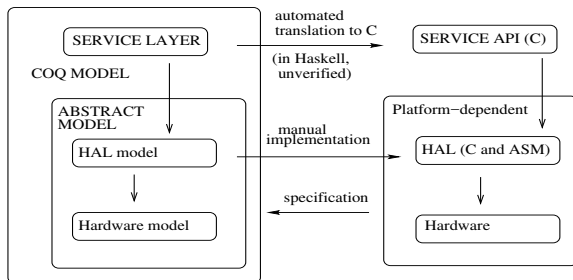 automated
translation to C
SERVICE LAYER
SERVICE API (C)
(in Haskell,
unverified)
COQ MODEL
ABSTRACT
MODEL
Platform−dependent
manual
implementation
HAL model
HAL (C and ASM)
specification
Hardware model
Hardware